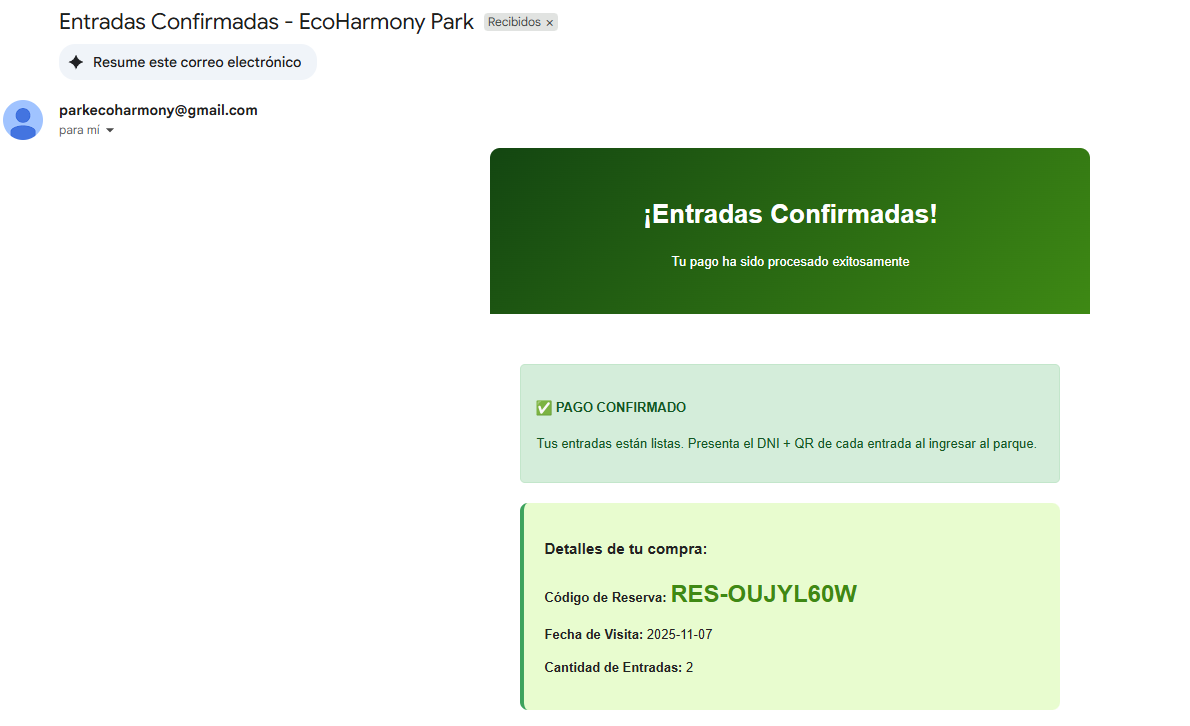 Entradas Confirmadas - EcoHarmony Park Recibidos ×
Resume este correo electrónico
parkecoharmony@gmail.com
para mí
¡Entradas Confirmadas!
Tu pago ha sido procesado exitosamente
✅ PAGO CONFIRMADO
Tus entradas están listas. Presenta el DNI + QR de cada entrada al ingresar al parque.
Detalles de tu compra:
Código de Reserva: RES-OUJYL60W
Fecha de Visita: 2025-11-07
Cantidad de Entradas: 2